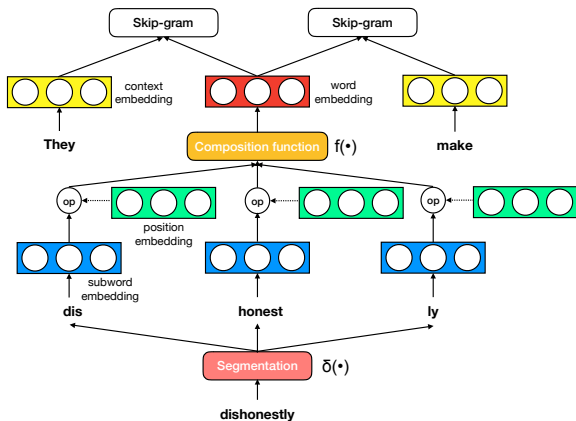 Skip-gram
Skip-gram
context
embedding
word
embedding
They
make
Composition function
f(•)
op
op
op
position
embedding
subword
embedding
dis
honest
ly
Segmentation
δ(•)
dishonestly